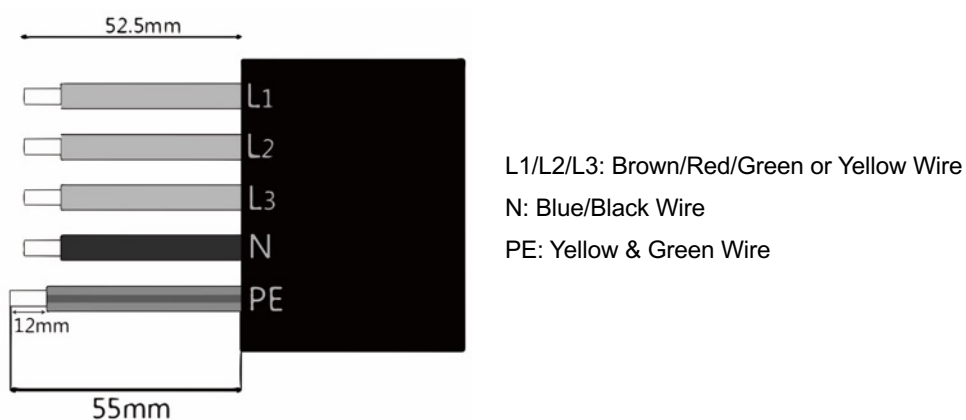 52.5mm
L1
L2
L3
N
PE
12mm
55mm
L1/L2/L3: Brown/Red/Green or Yellow Wire
N: Blue/Black Wire
PE: Yellow & Green Wire